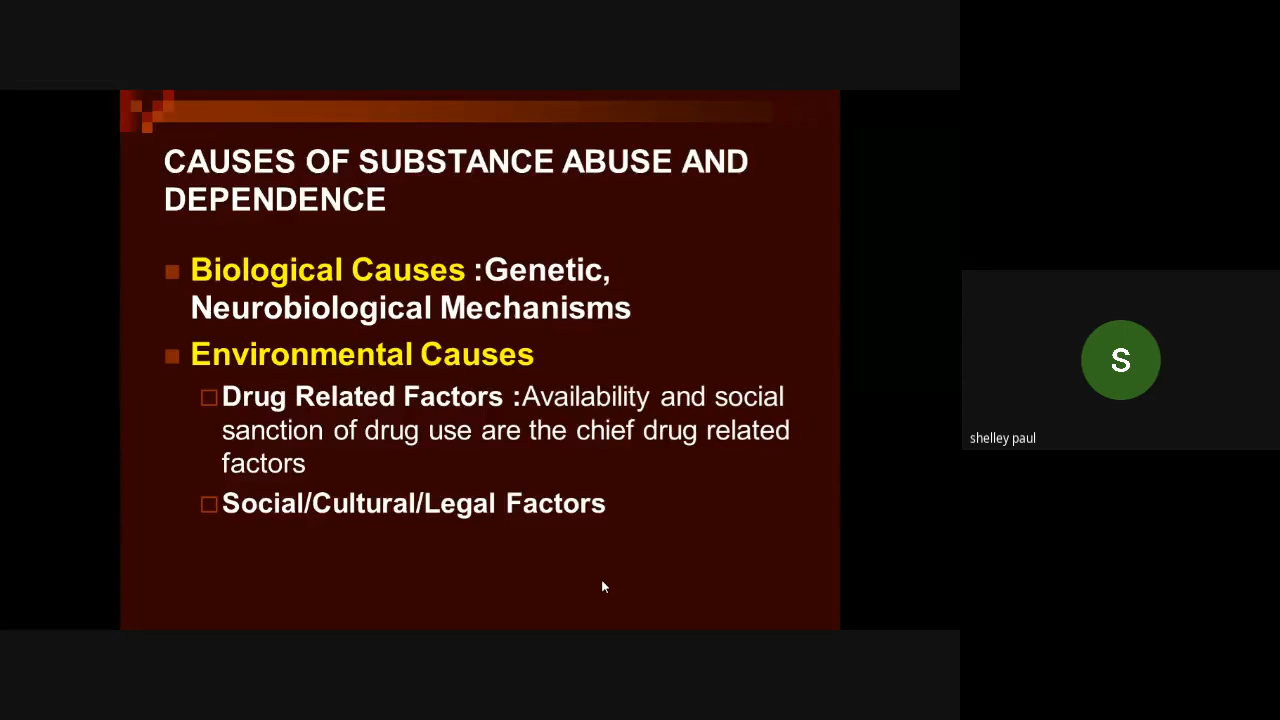 CAUSES OF SUBSTANCE ABUSE AND
DEPENDENCE
Biological Causes :Genetic,
Neurobiological Mechanisms
Environmental Causes
Drug Related Factors :Availability and social
sanction of drug use are the chief drug related
factors
Social/Cultural/Legal Factors
S
shelley paul